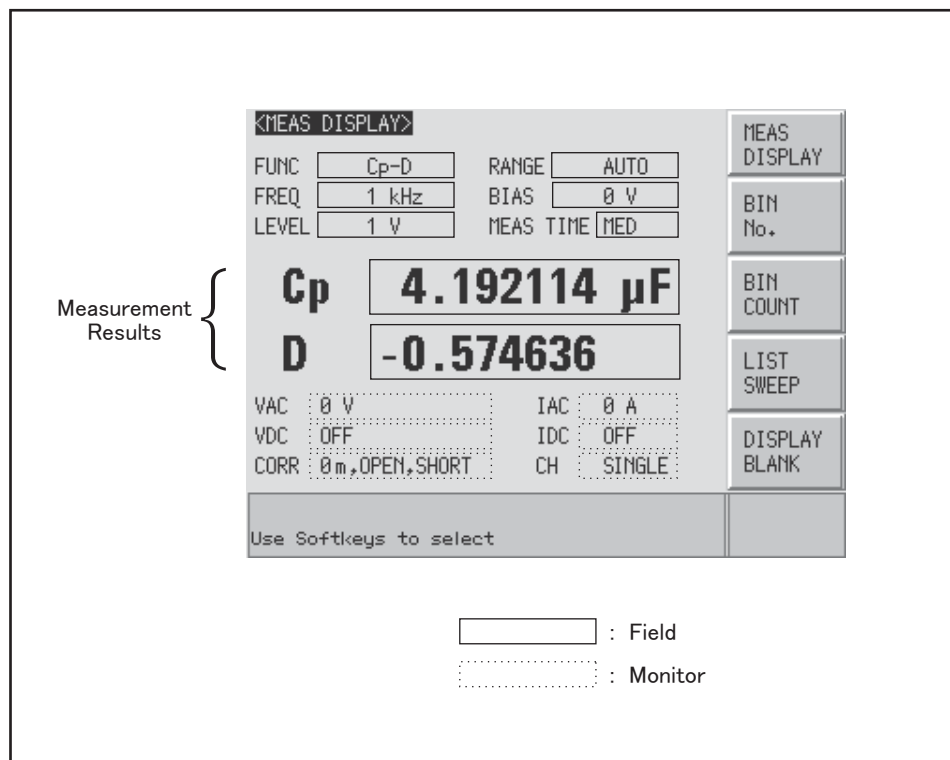 <MEAS DISPLAY>
FUNC Cp-D RANGE AUTO
FREQ 1 kHz BIAS 0 V
LEVEL 1 V MEAS TIME MED
Measurement
Results
Cp 4.192114 µF
D -0.574636
VAC 0 V IAC 0 A
VDC OFF IDC OFF
CORR 0m,OPEN,SHORT CH SINGLE
Use Softkeys to select
MEAS
DISPLAY
BIN
No.
BIN
COUNT
LIST
SWEEP
DISPLAY
BLANK
: Field
: Monitor